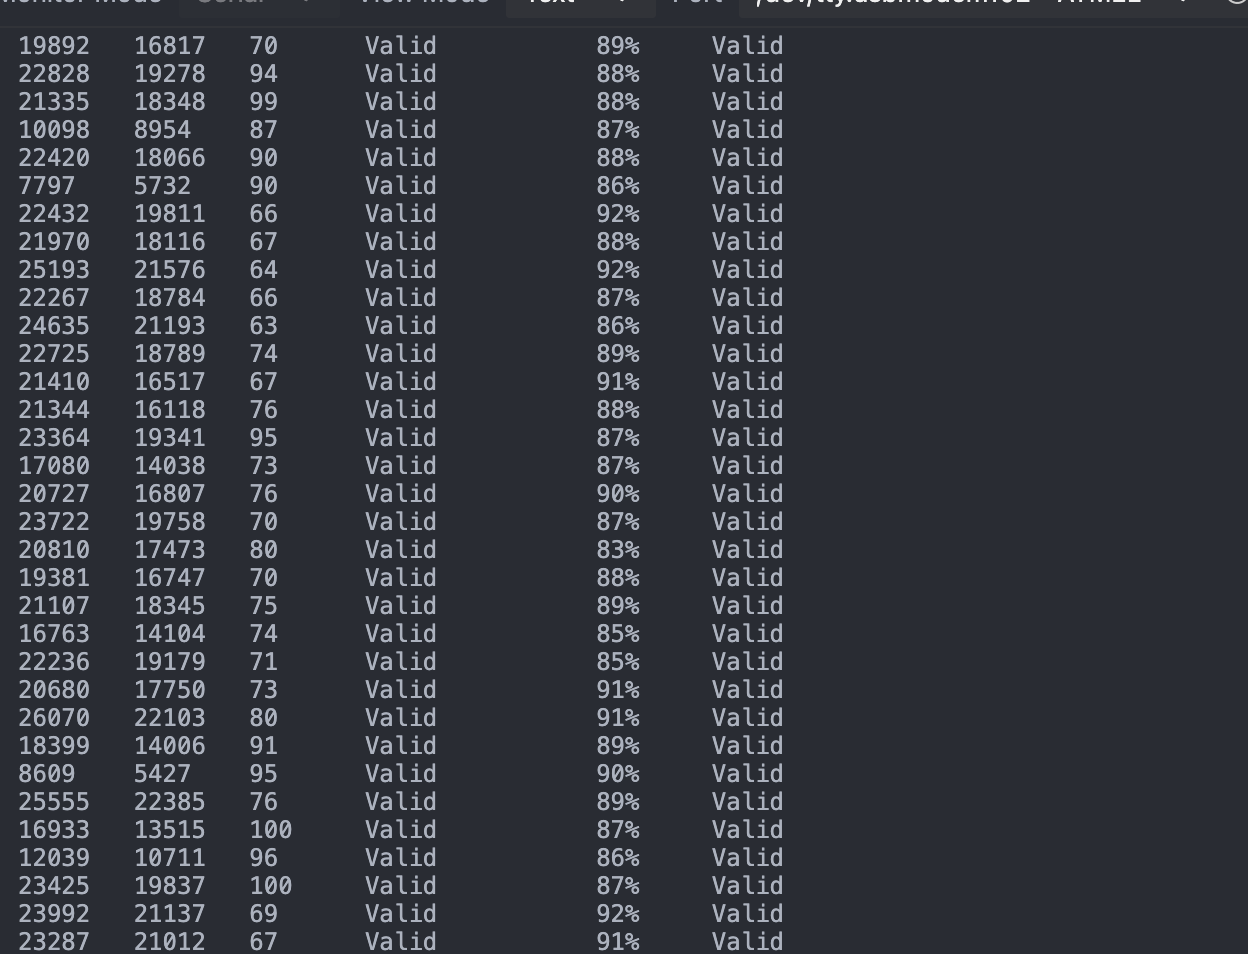 19892 16817 70 Valid 89% Valid
22828 19278 94 Valid 88% Valid
21335 18348 99 Valid 88% Valid
10098 8954 87 Valid 87% Valid
22420 18066 90 Valid 88% Valid
7797 5732 90 Valid 86% Valid
22432 19811 66 Valid 92% Valid
21970 18116 67 Valid 88% Valid
25193 21576 64 Valid 92% Valid
22267 18784 66 Valid 87% Valid
24635 21193 63 Valid 86% Valid
22725 18789 74 Valid 89% Valid
21410 16517 67 Valid 91% Valid
21344 16118 76 Valid 88% Valid
23364 19341 95 Valid 87% Valid
17080 14038 73 Valid 87% Valid
20727 16807 76 Valid 90% Valid
23722 19758 70 Valid 87% Valid
20810 17473 80 Valid 83% Valid
19381 16747 70 Valid 88% Valid
21107 18345 75 Valid 89% Valid
16763 14104 74 Valid 85% Valid
22236 19179 71 Valid 85% Valid
20680 17750 73 Valid 91% Valid
26070 22103 80 Valid 91% Valid
18399 14006 91 Valid 89% Valid
8609 5427 95 Valid 90% Valid
25555 22385 76 Valid 89% Valid
16933 13515 100 Valid 87% Valid
12039 10711 96 Valid 86% Valid
23425 19837 100 Valid 87% Valid
23992 21137 69 Valid 92% Valid
23287 21012 67 Valid 91% Valid